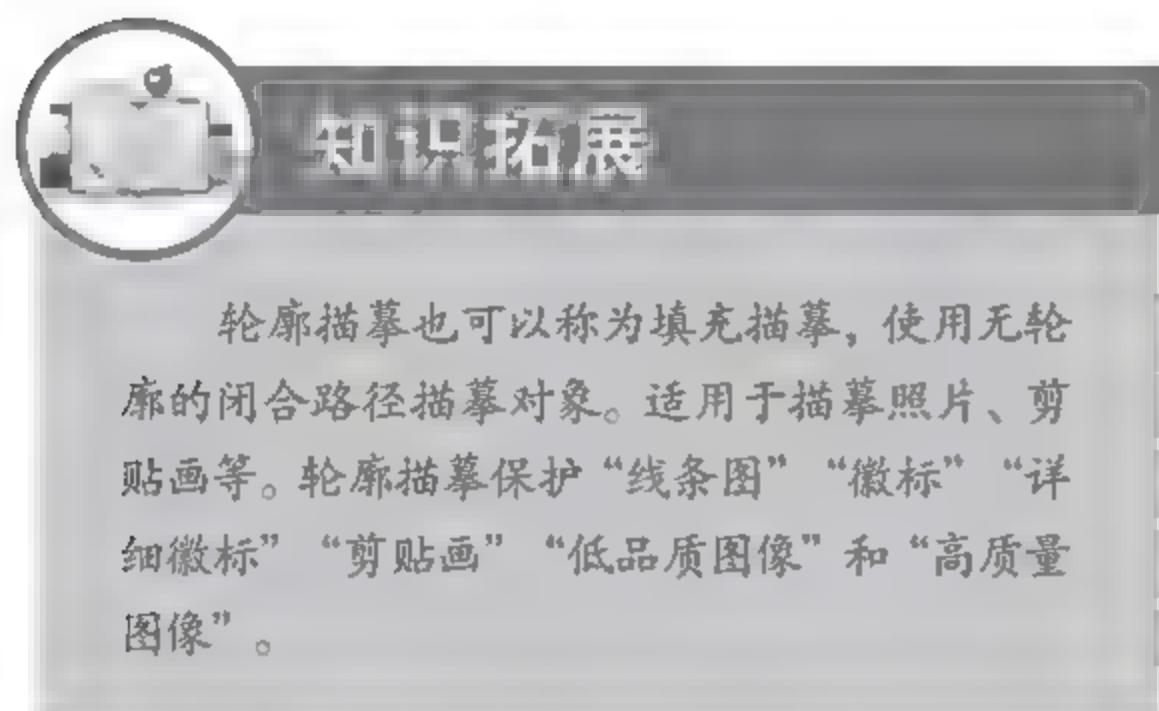 知识拓展
轮廓描摹也可以称为填充描摹，使用无轮
廓的闭合路径描摹对象。适用于描摹照片、剪
贴画等。轮廓描摹保护“线条图”“徽标”“详
细徽标”“剪贴画”“低品质图像”和“高质量
图像”。